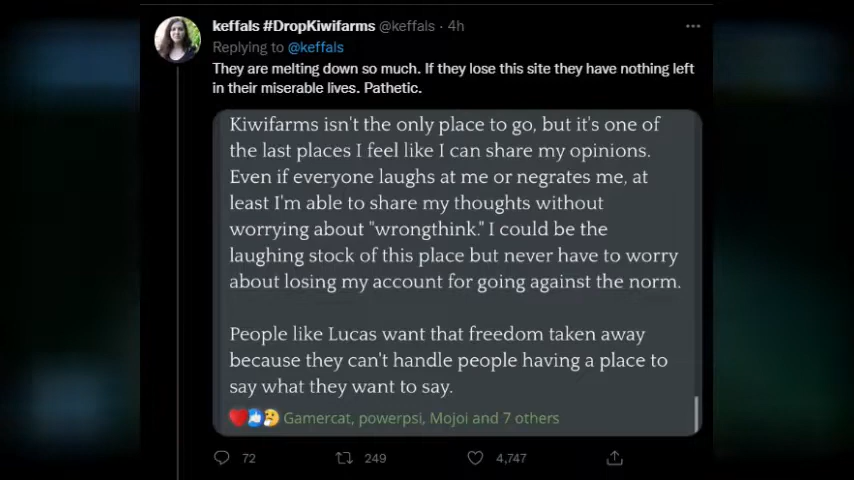 keffals #DropKiwifarms @keffals · 4h
Replying to @keffals
They are melting down so much. If they lose this site they have nothing left
in their miserable lives. Pathetic.
Kiwifarms isn't the only place to go, but it's one of
the last places I feel like I can share my opinions.
Even if everyone laughs at me or negrates me, at
least I'm able to share my thoughts without
worrying about "wrongthink." I could be the
laughing stock of this place but never have to worry
about losing my account for going against the norm.
People like Lucas want that freedom taken away
because they can't handle people having a place to
say what they want to say.
Gamercat, powerpsi, Mojoi and 7 others
72 249 4,747